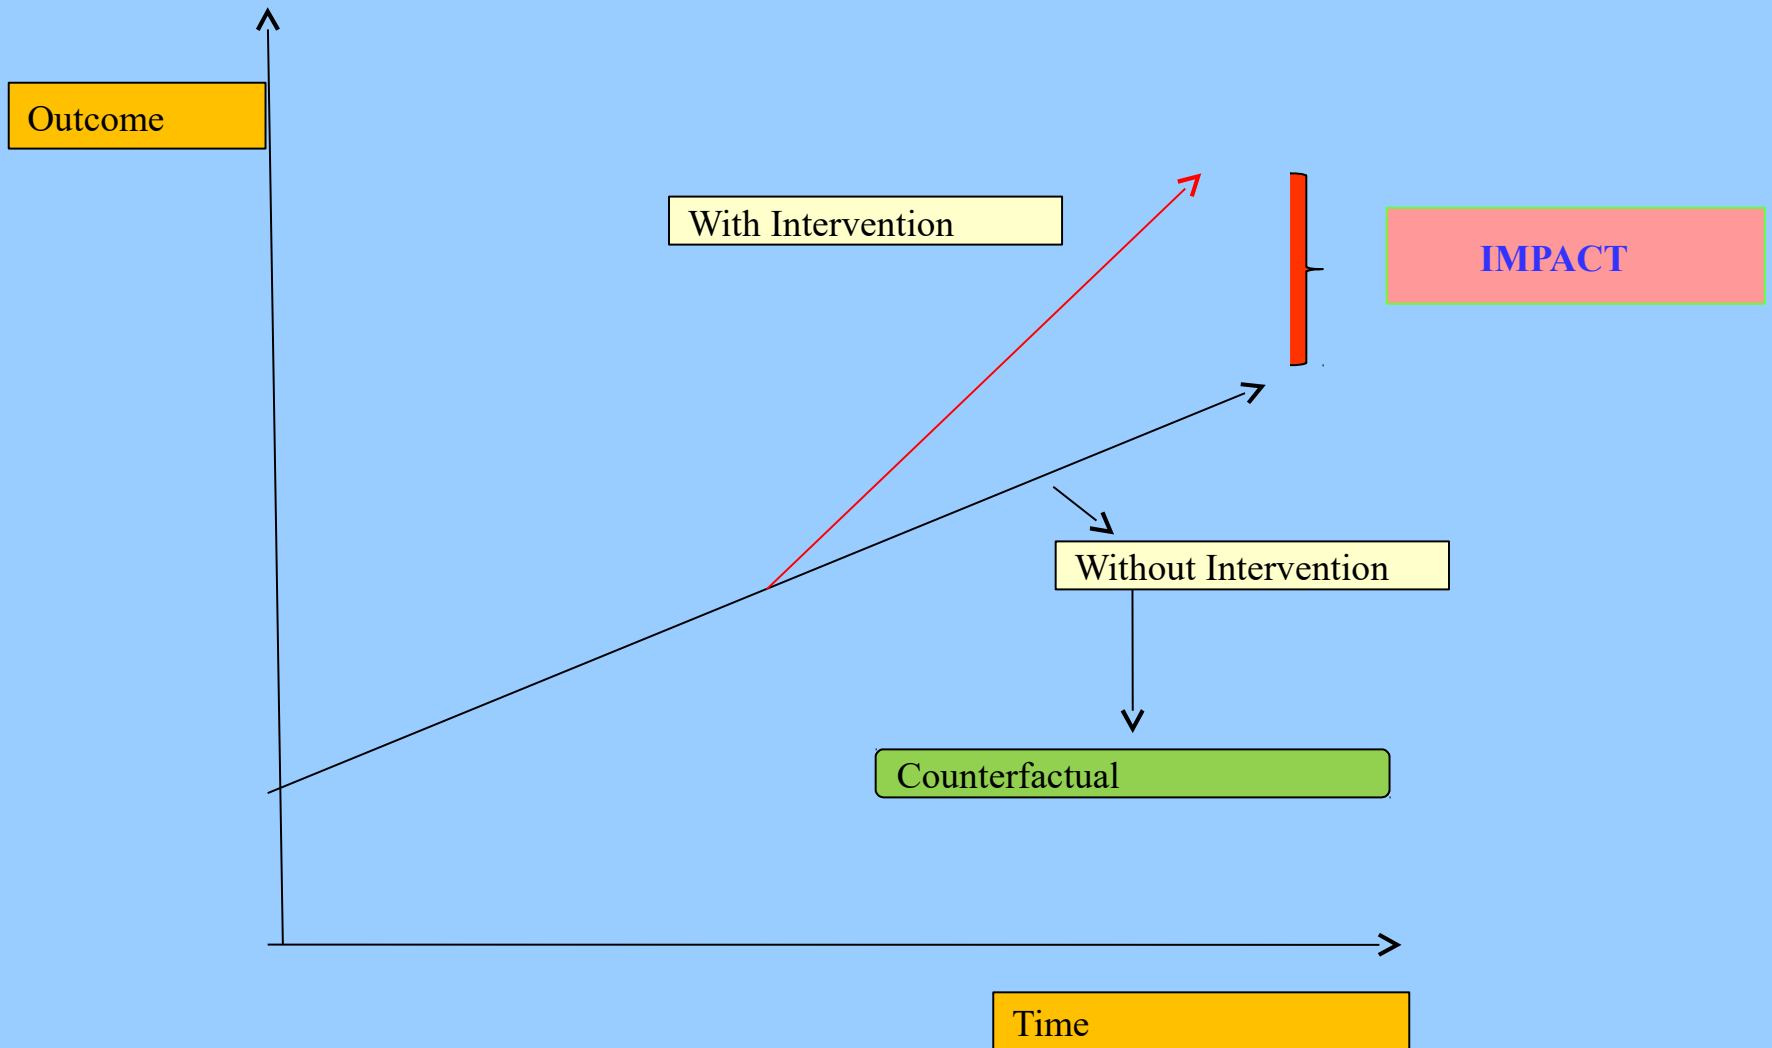 Outcome
With Intervention
IMPACT
Without Intervention
Counterfactual
Time